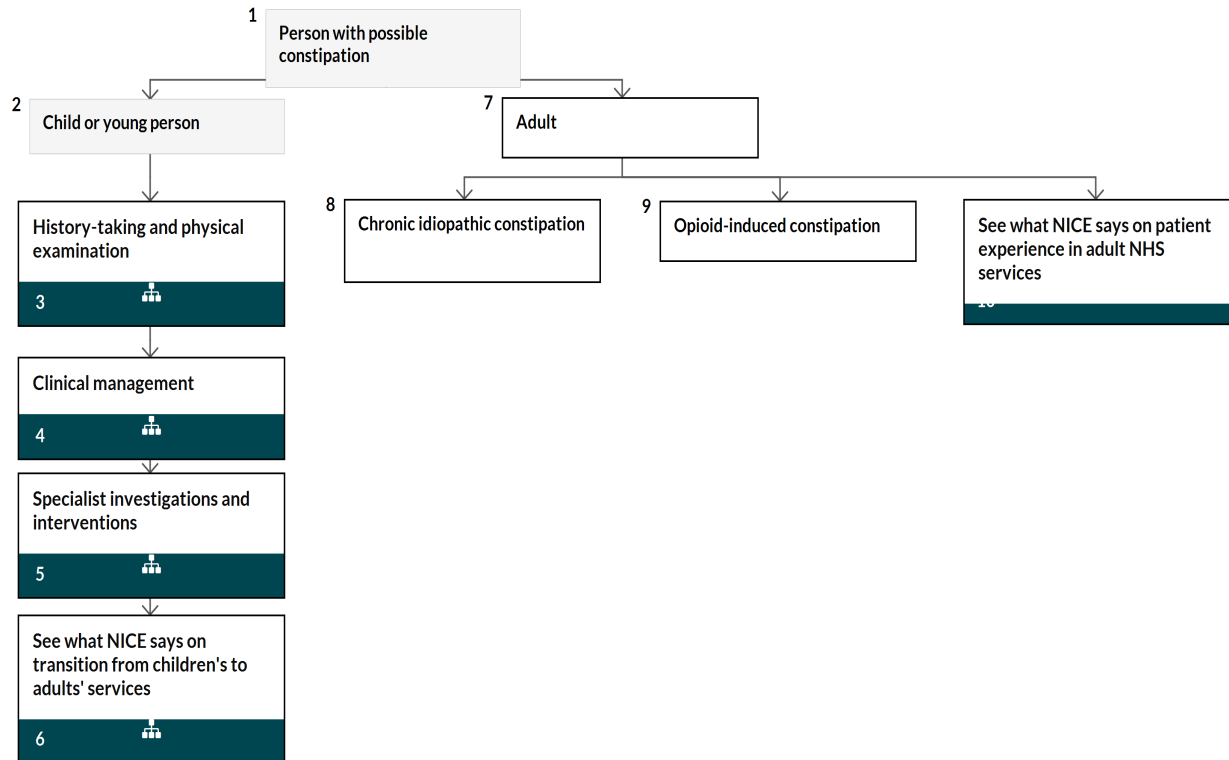 1
Person with possible
constipation
2
Child or young person
History-taking and physical
examination
3
Clinical management
4
Specialist investigations and
interventions
5
See what NICE says on
transition from children's to
adults' services
6
7
Adult
8
Chronic idiopathic constipation
9
Opioid-induced constipation
See what NICE says on patient
experience in adult NHS
services
10